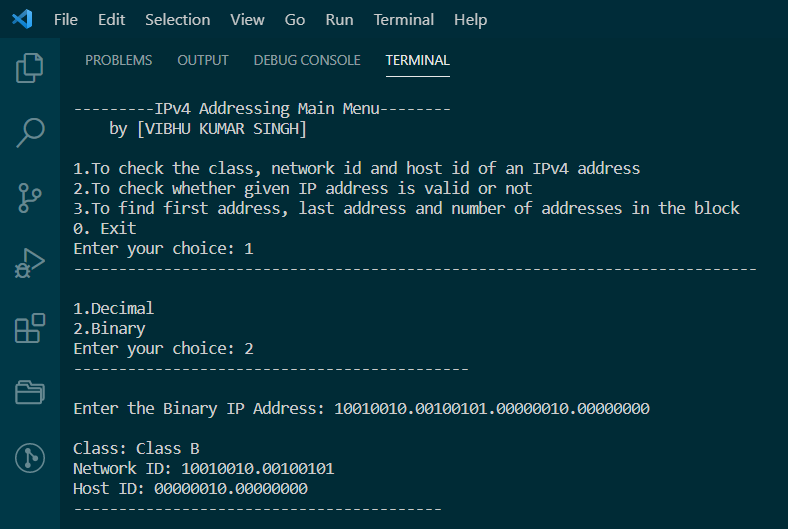 File Edit Selection View Go Run Terminal Help
PROBLEMS OUTPUT DEBUG CONSOLE TERMINAL
---------IPv4 Addressing Main Menu--------
by [VIBHU KUMAR SINGH]
1.To check the class, network id and host id of an IPv4 address
2.To check whether given IP address is valid or not
3.To find first address, last address and number of addresses in the block
0. Exit
Enter your choice: 1
----------------------------------------------------------------------------
1.Decimal
2.Binary
Enter your choice: 2
--------------------------------------------
Enter the Binary IP Address: 10010010.00100101.00000010.00000000
Class: Class B
Network ID: 10010010.00100101
Host ID: 00000010.00000000
-----------------------------------------